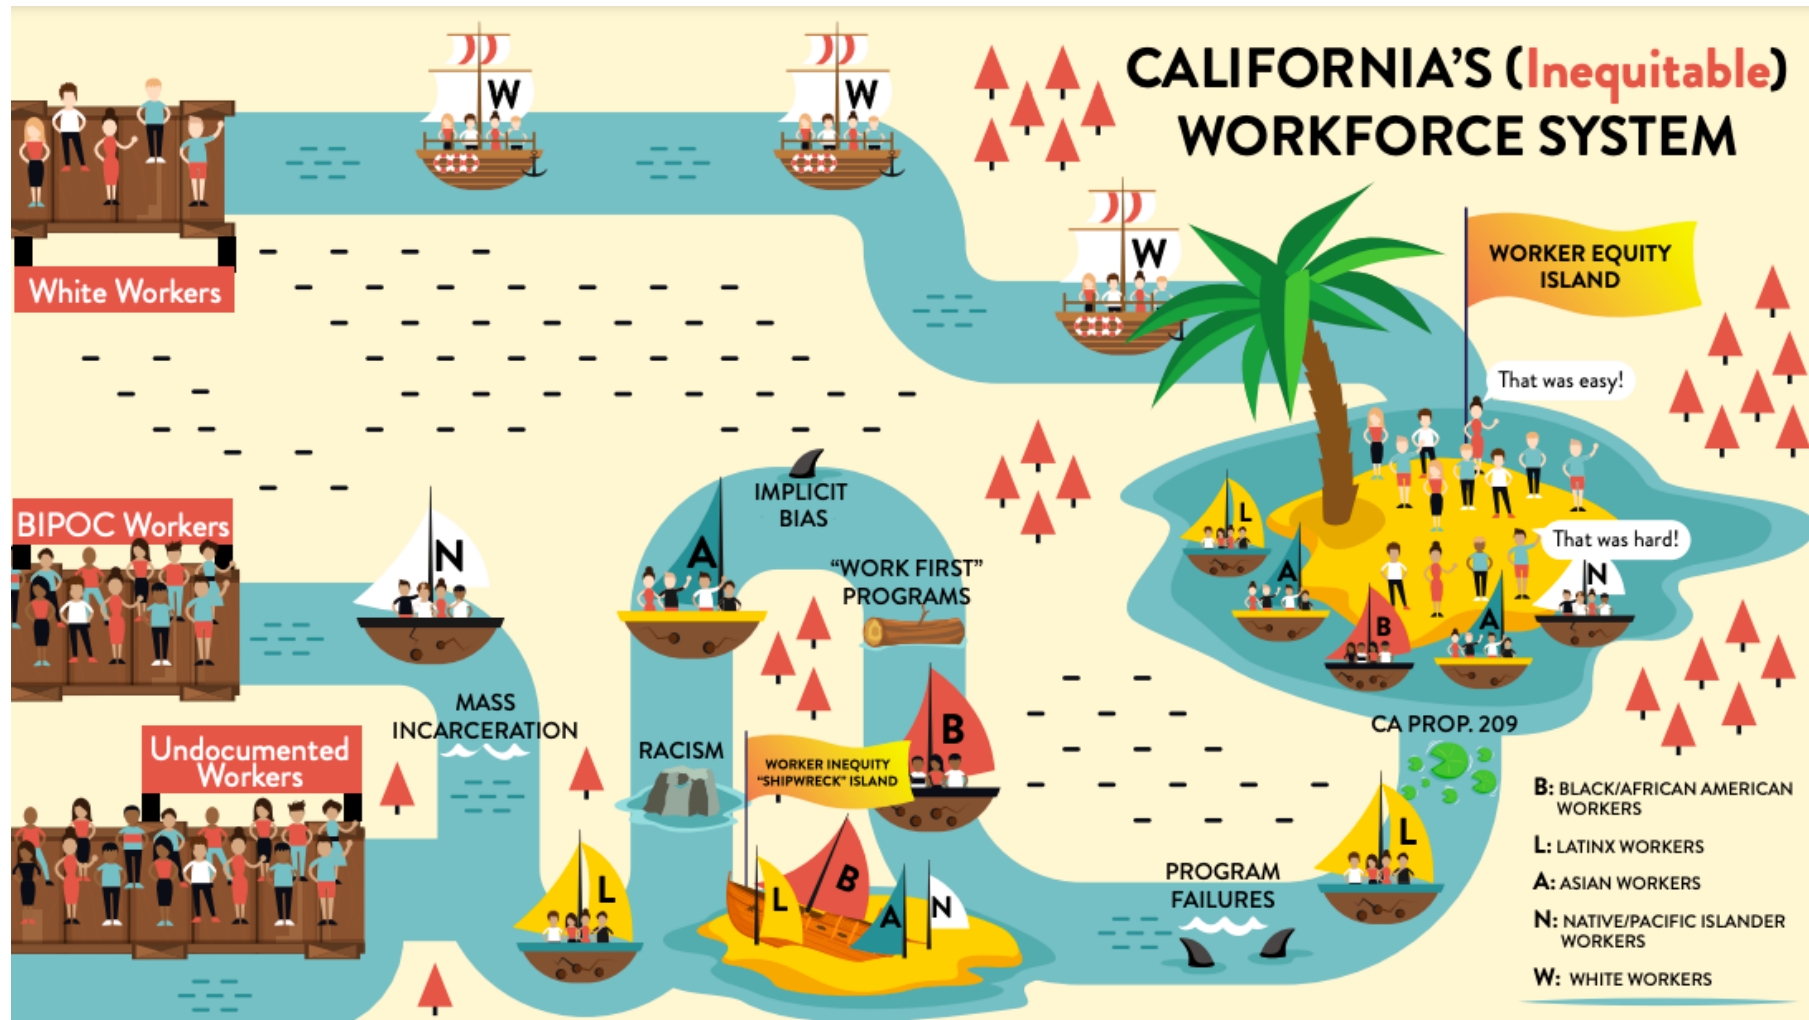 CALIFORNIA'S (Inequitable)
WORKFORCE SYSTEM
W
W
W
White Workers
WORKER EQUITY
ISLAND
That was easy!
That was hard!
L
A
B
A
N
BIPOC Workers
N
A
IMPLICIT
BIAS
"WORK FIRST"
PROGRAMS
MASS
INCARCERATION
RACISM
B
Undocumented
Workers
WORKER INEQUITY
"SHIPWRECK" ISLAND
L
L
B
A
N
PROGRAM
FAILURES
L
CA PROP. 209
B: BLACK/AFRICAN AMERICAN
WORKERS
L: LATINX WORKERS
A: ASIAN WORKERS
N: NATIVE/PACIFIC ISLANDER
WORKERS
W: WHITE WORKERS